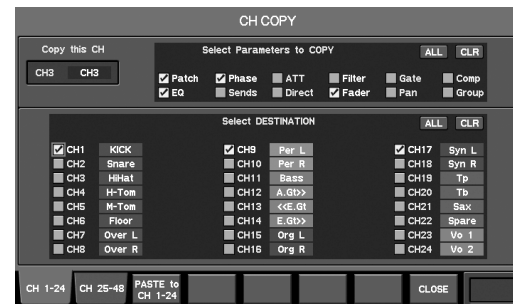 CH COPY
Copy this CH
Select Parameters to COPY
ALL CLR
CH3 CH3
Patch Phase ATT Filter Gate Comp
EQ Sends Direct Fader Pan Group
Select DESTINATION
ALL CLR
CH1 KICK CH9 Per L CH17 Syn L
CH2 Snare CH10 Per R CH18 Syn R
CH3 HiHat CH11 Bass CH19 Tp
CH4 H-Tom CH12 A.Gt>> CH20 Tb
CH5 M-Tom CH13 <<E.Gt CH21 Sax
CH6 Floor CH14 E.Gt>> CH22 Spare
CH7 Over L CH15 Org L CH23 Vo 1
CH8 Over R CH16 Org R CH24 Vo 2
CH 1-24 CH 25-48 PASTE to CH 1-24 CLOSE